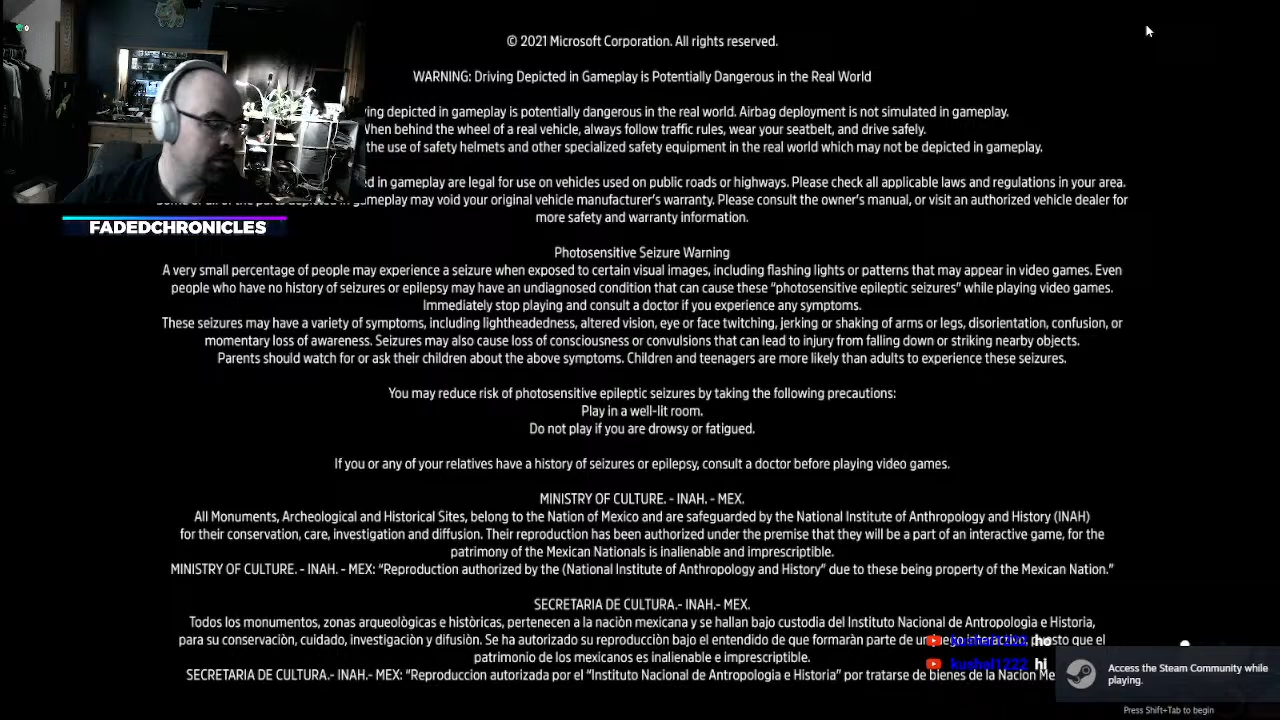 © 2021 Microsoft Corporation. All rights reserved.
WARNING: Driving Depicted in Gameplay is Potentially Dangerous in the Real World
depicted in gameplay is potentially dangerous in the real world. Airbag deployment is not simulated in gameplay.
When behind the wheel of a real vehicle, always follow traffic rules, wear your seatbelt, and drive safely.
the use of safety helmets and other specialized safety equipment in the real world which may not be depicted in gameplay.
in gameplay are legal for use on vehicles used on public roads or highways. Please check all applicable laws and regulations in your area.
gameplay may void your original vehicle manufacturer's warranty. Please consult the owner's manual, or visit an authorized vehicle dealer for
more safety and warranty information.
FADEDCHRONICLES
Photosensitive Seizure Warning
A very small percentage of people may experience a seizure when exposed to certain visual images, including flashing lights or patterns that may appear in video games. Even
people who have no history of seizures or epilepsy may have an undiagnosed condition that can cause these “photosensitive epileptic seizures” while playing video games.
Immediately stop playing and consult a doctor if you experience any symptoms.
These seizures may have a variety of symptoms, including lightheadedness, altered vision, eye or face twitching, jerking or shaking of arms or legs, disorientation, confusion, or
momentary loss of awareness. Seizures may also cause loss of consciousness or convulsions that can lead to injury from falling down or striking nearby objects.
Parents should watch for or ask their children about the above symptoms. Children and teenagers are more likely than adults to experience these seizures.
You may reduce risk of photosensitive epileptic seizures by taking the following precautions:
Play in a well-lit room.
Do not play if you are drowsy or fatigued.
If you or any of your relatives have a history of seizures or epilepsy, consult a doctor before playing video games.
MINISTRY OF CULTURE. - INAH. - MEX.
All Monuments, Archeological and Historical Sites, belong to the Nation of Mexico and are safeguarded by the National Institute of Anthropology and History (INAH)
for their conservation, care, investigation and diffusion. Their reproduction has been authorized under the premise that they will be a part of an interactive game, for the
patrimony of the Mexican Nationals is inalienable and imprescriptible.
MINISTRY OF CULTURE. - INAH. - MEX: “Reproduction authorized by the (National Institute of Anthropology and History” due to these being property of the Mexican Nation.”
SECRETARIA DE CULTURA.- INAH.- MEX.
Todos los monumentos, zonas arqueològicas e històricas, pertenecen a la naciòn mexicana y se hallan bajo custodia del Instituto Nacional de Antropologia e Historia,
para su conservaciòn, cuidado, investigaciòn y difusiòn. Se ha autorizado su reproducciòn bajo el entendido de que formaràn parte de que el
patrimonio de los mexicanos es inalienable e imprescriptible.
SECRETARIA DE CULTURA.- INAH.- MEX: “Reproduccion autorizada por el “Instituto Nacional de Antropologia e Historia” por tratarse de bienes de la Nacion
kushal1222 ho
kushal1222 hi
Access the Steam Community while
playing.
Press Shift+Tab to begin